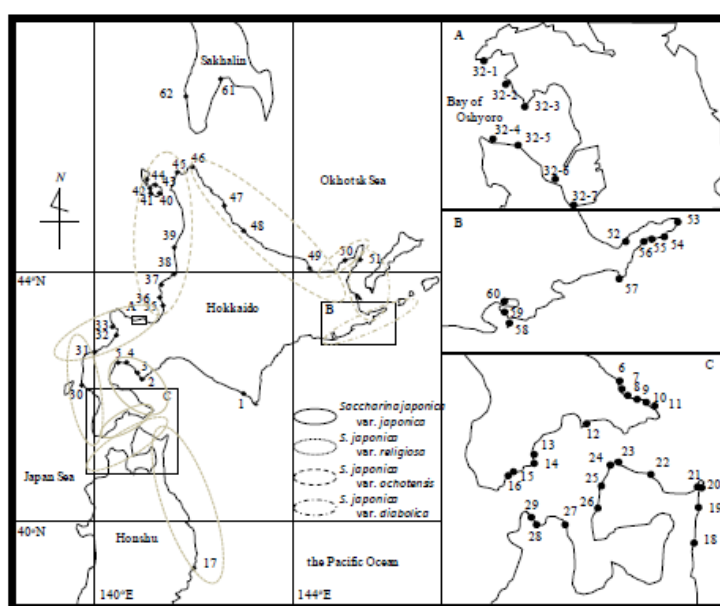 Sakhalin
62
61
N
45
46
44
43
42
41
40
47
48
Okhotsk Sea
39
49
50
51
44°N
38
37
36
35
A
Hokkaido
B
33
32
31
5
4
3
2
30
C
1
Saccharina japonica
var. japonica
S. japonica
var. religiosa
S. japonica
var. ochotensis
S. japonica
var. diabolica
Japan Sea
40°N
Honshu
17
the Pacific Ocean
140°E
144°E
A
32-1
32-2
Bay of
Oshyoro
32-3
32-4
32-5
32-6
32-7
B
53
52
56
55
54
57
60
59
58
C
6
7
8
9
10
11
12
13
14
15
16
23
24
22
25
21
20
26
19
29
28
27
18